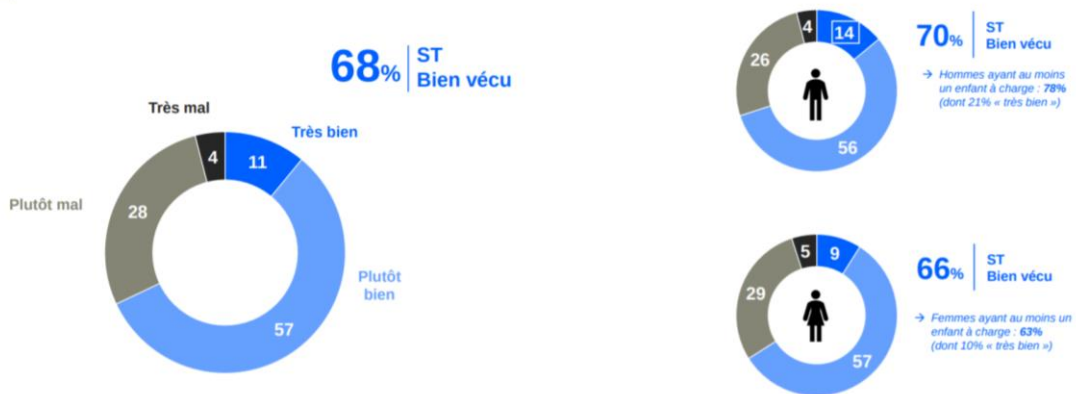 68% ST
Bien vécu
Très mal
Très bien
4
11
Plutôt mal
28
Plutôt
bien
57
4
14
26
56
70% ST
Bien vécu
→ Hommes ayant au moins
un enfant à charge : 78%
(dont 21% « très bien »)
5
9
29
57
66% ST
Bien vécu
→ Femmes ayant au moins un
enfant à charge : 63%
(dont 10% « très bien »)